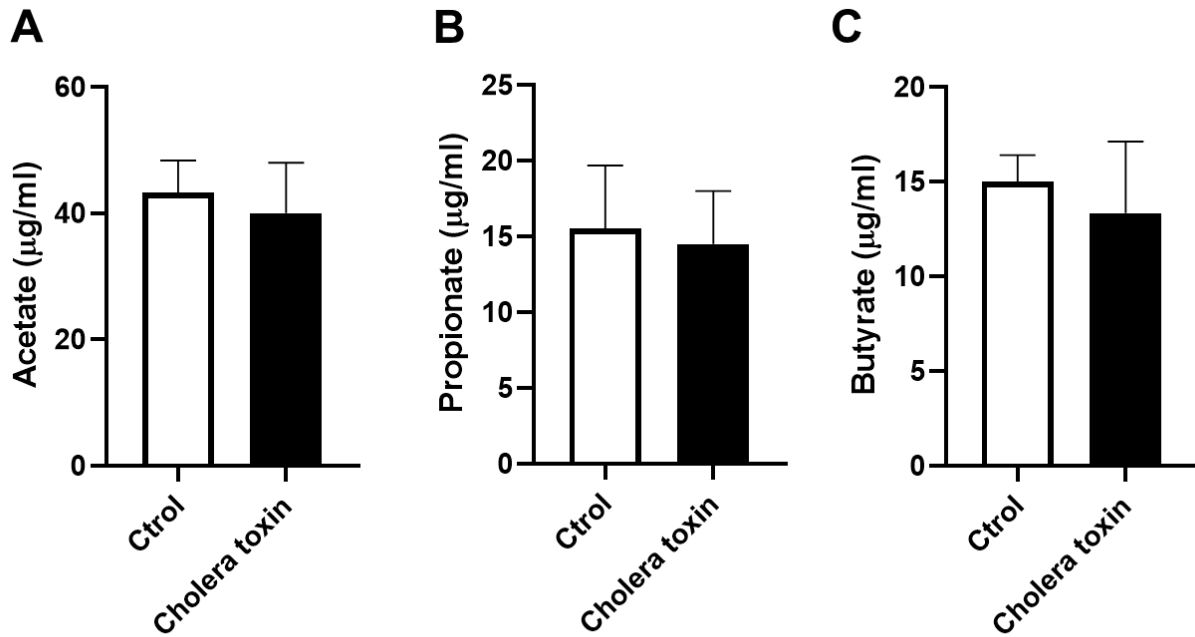 A
Acetate (μg/ml)
60
40
20
0
Ctrol
Cholera toxin
B
Propionate (μg/ml)
25
20
15
10
5
0
Ctrol
Cholera toxin
C
Butyrate (μg/ml)
20
15
10
5
0
Ctrol
Cholera toxin